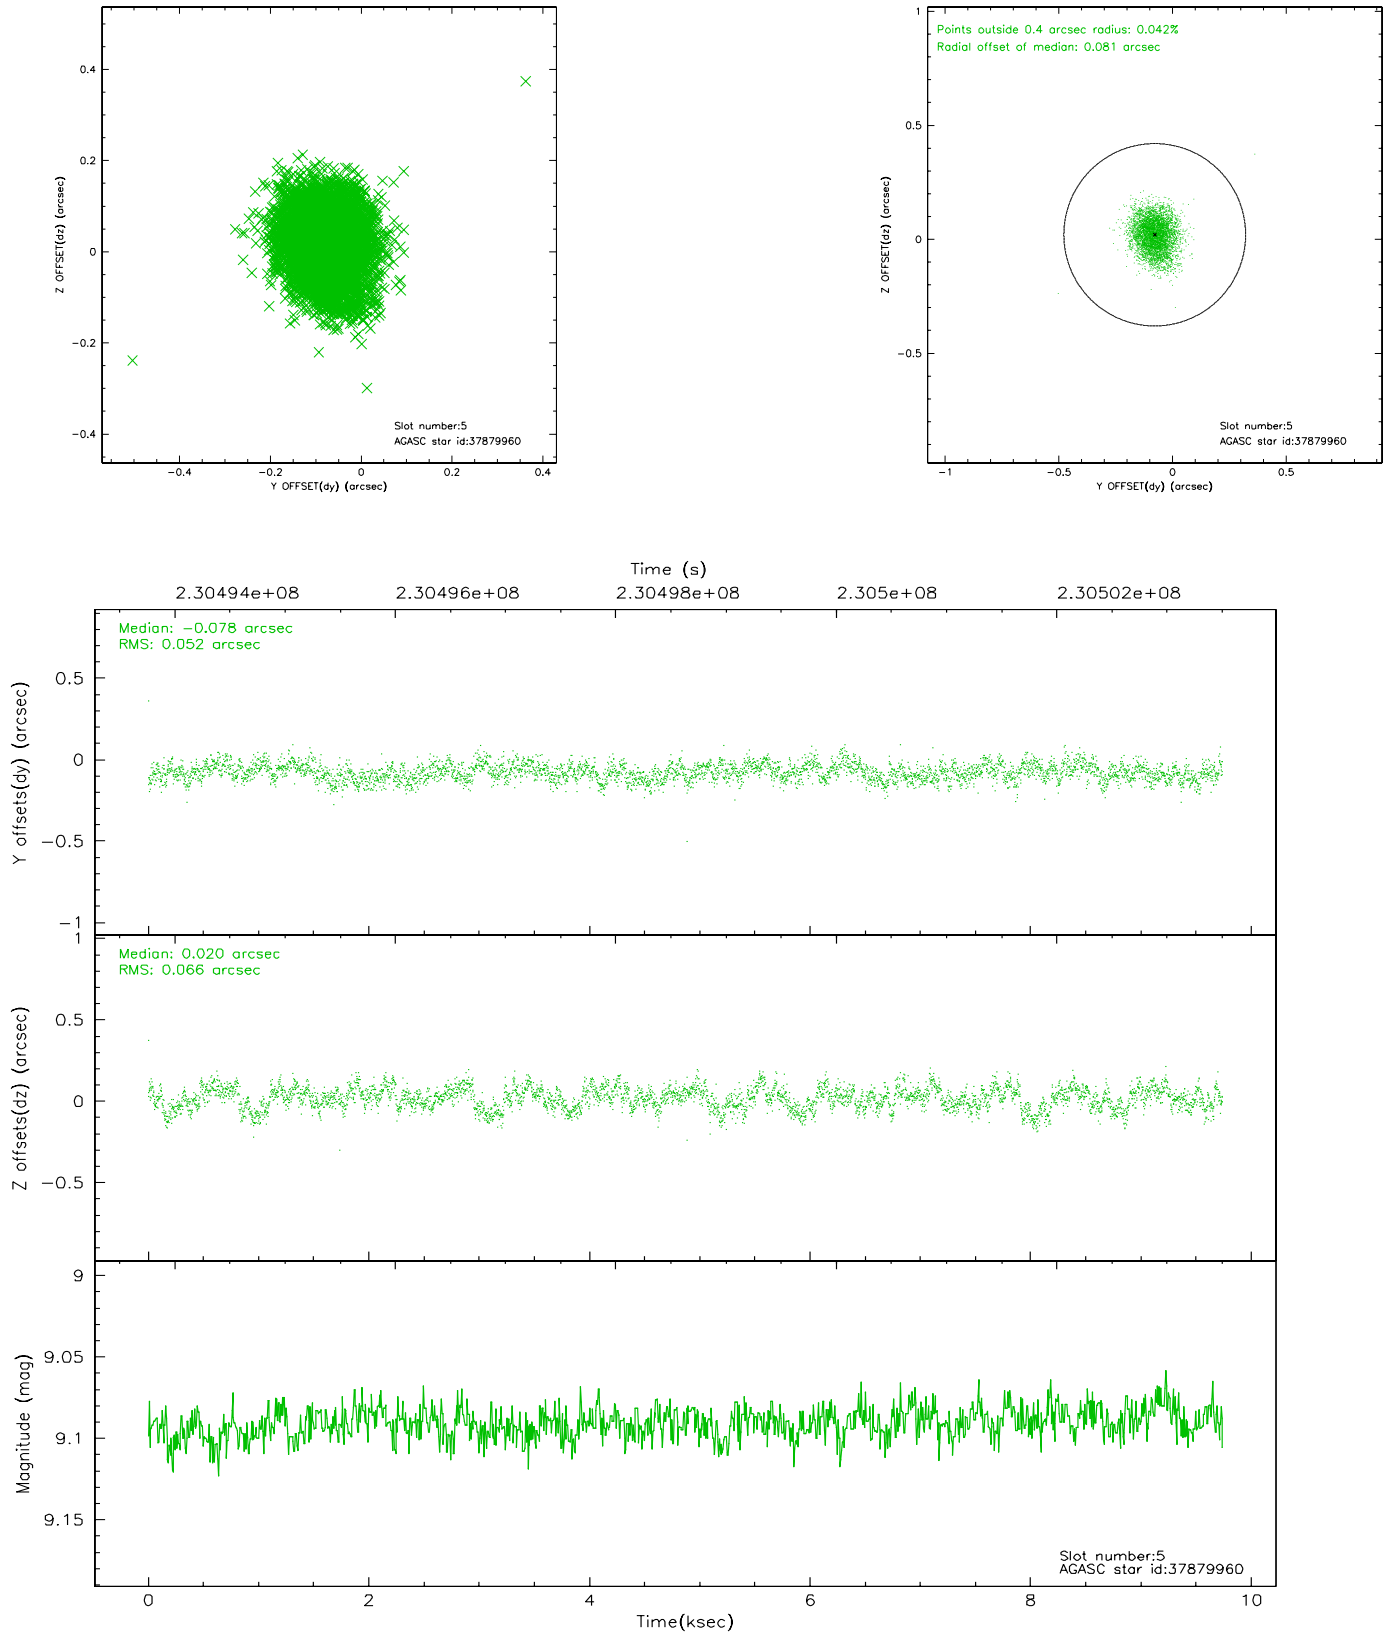 Z OFFSET(dz) (arcsec)
0.4
0.2
0
−0.2
−0.4
−0.4
−0.2
0
0.2
0.4
Y OFFSET(dy) (arcsec)
Slot number:5
AGASC star id:37879960
Points outside 0.4 arcsec radius: 0.042%
Radial offset of median: 0.081 arcsec
Z OFFSET(dz) (arcsec)
1
0.5
0
−0.5
−1
−0.5
0
0.5
Y OFFSET(dy) (arcsec)
Slot number:5
AGASC star id:37879960
Time (s)
2.30494e+08
2.30496e+08
2.30498e+08
2.305e+08
2.30502e+08
Median: −0.078 arcsec
RMS: 0.052 arcsec
Y offsets(dy) (arcsec)
0.5
0
−0.5
−1
Median: 0.020 arcsec
RMS: 0.066 arcsec
Z offsets(dz) (arcsec)
1
0.5
0
−0.5
Magnitude (mag)
9
9.05
9.1
9.15
Slot number:5
AGASC star id:37879960
0
2
4
6
8
10
Time(ksec)